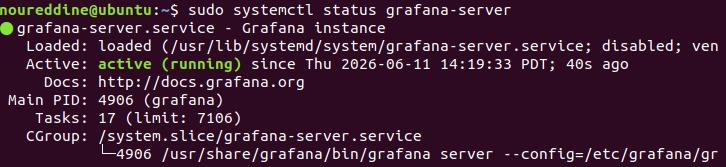 noureddine@ubuntu:~$ sudo systemctl status grafana-server
● grafana-server.service - Grafana instance
Loaded: loaded (/usr/lib/systemd/system/grafana-server.service; disabled; ven
Active: active (running) since Thu 2026-06-11 14:19:33 PDT; 40s ago
Docs: http://docs.grafana.org
Main PID: 4906 (grafana)
Tasks: 17 (limit: 7106)
CGroup: /system.slice/grafana-server.service
└─4906 /usr/share/grafana/bin/grafana server --config=/etc/grafana/gr